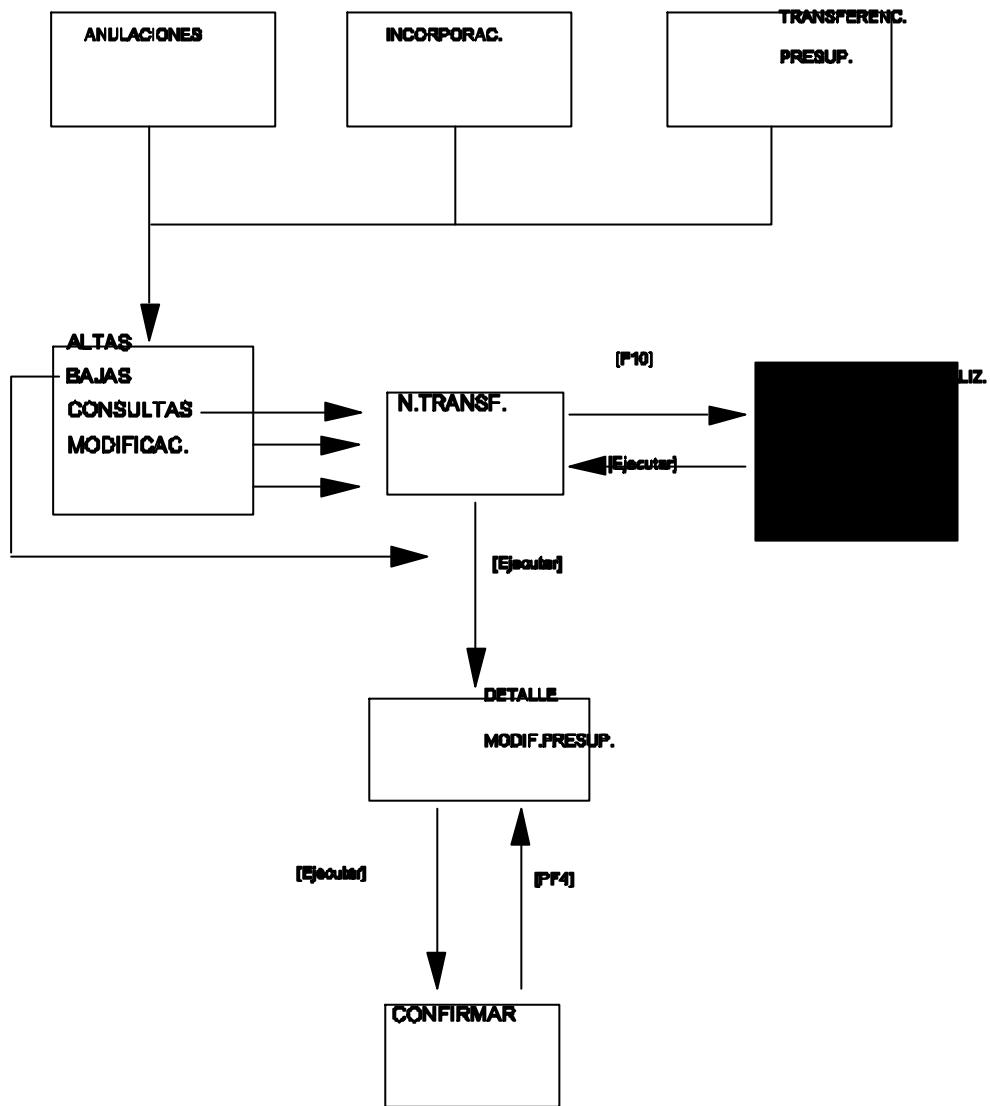 ANULACIONES
INCORPORAC.
TRANSFERENC.
PRESUP.
ALTAS
BAJAS
CONSULTAS
MODIFICAC.
N.TRANSF.
[F10]
LIZ.
[Ejecutar]
[Ejecutar]
DETALLE
MODIF.PRESUP.
[Ejecutar]
[PF4]
CONFIRMAR